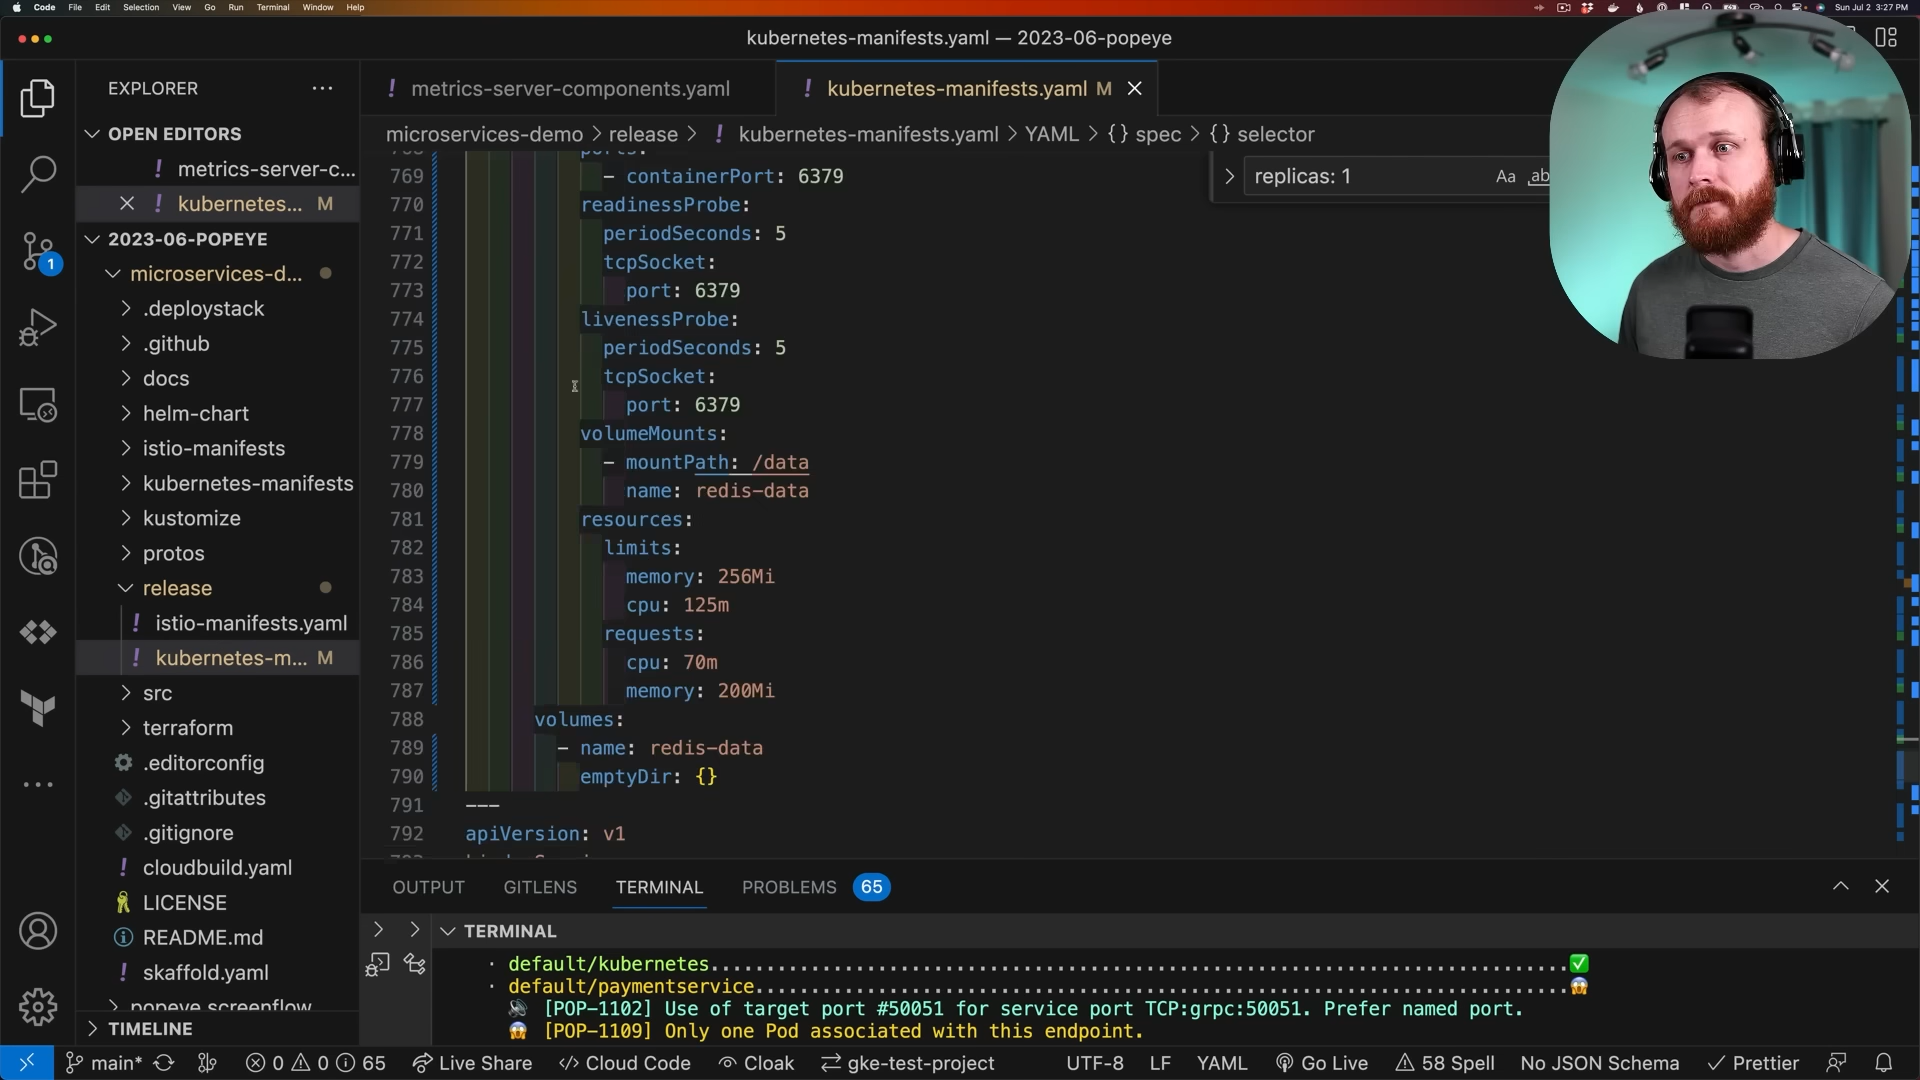 Code File Edit Selection View Go Run Terminal Window Help
Sun Jul 2 3:27 PM
kubernetes-manifests.yaml — 2023-06-popeye
EXPLORER
metrics-server-components.yaml
kubernetes-manifests.yaml M
OPEN EDITORS
microservices-demo > release > ! kubernetes-manifests.yaml > YAML > {} spec > {} selector
! metrics-server-c...
! kubernetes... M
replicas: 1
Aa
2023-06-POPEYE
microservices-d...
.deploystack
.github
docs
helm-chart
istio-manifests
kubernetes-manifests
kustomize
protos
release
! istio-manifests.yaml
! kubernetes-m... M
src
terraform
.editorconfig
.gitattributes
.gitignore
! cloudbuild.yaml
LICENSE
README.md
! skaffold.yaml
popeye screenflow
TIMELINE
1
ports:
769 - containerPort: 6379
770 readinessProbe:
771 periodSeconds: 5
772 tcpSocket:
773 port: 6379
774 livenessProbe:
775 periodSeconds: 5
776 tcpSocket:
777 port: 6379
778 volumeMounts:
779 - mountPath: /data
780 name: redis-data
781 resources:
782 limits:
783 memory: 256Mi
784 cpu: 125m
785 requests:
786 cpu: 70m
787 memory: 200Mi
788 volumes:
789 - name: redis-data
790 emptyDir: {}
791 ---
792 apiVersion: v1
OUTPUT GITLENS TERMINAL PROBLEMS 65
TERMINAL
· default/kubernetes.............................................................................✅
· default/paymentservice.........................................................................😱
🔊 [POP-1102] Use of target port #50051 for service port TCP:grpc:50051. Prefer named port.
😱 [POP-1109] Only one Pod associated with this endpoint.
main* 0 0 65 Live Share Cloud Code Cloak gke-test-project UTF-8 LF YAML Go Live 58 Spell No JSON Schema Prettier